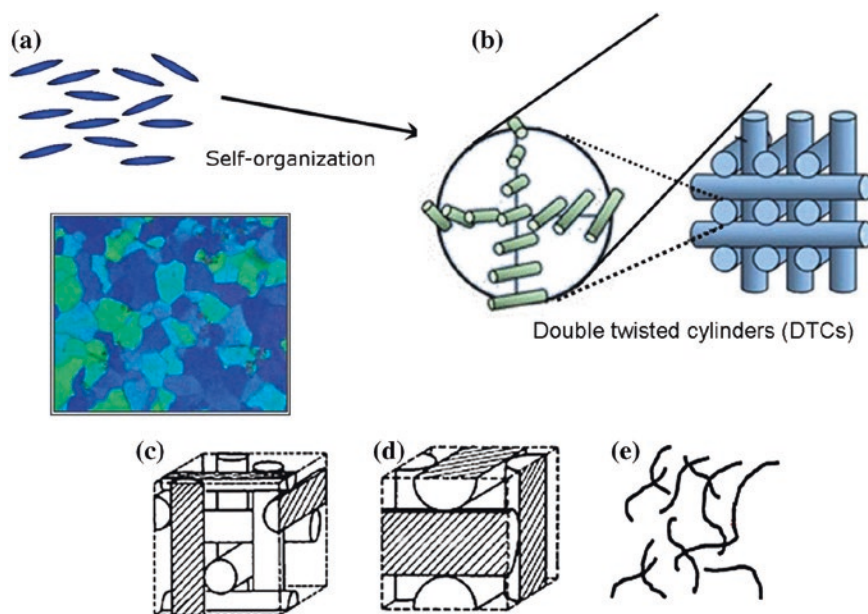 (a)
(b)
Self-organization
Double twisted cylinders (DTCs)
(c)
(d)
(e)